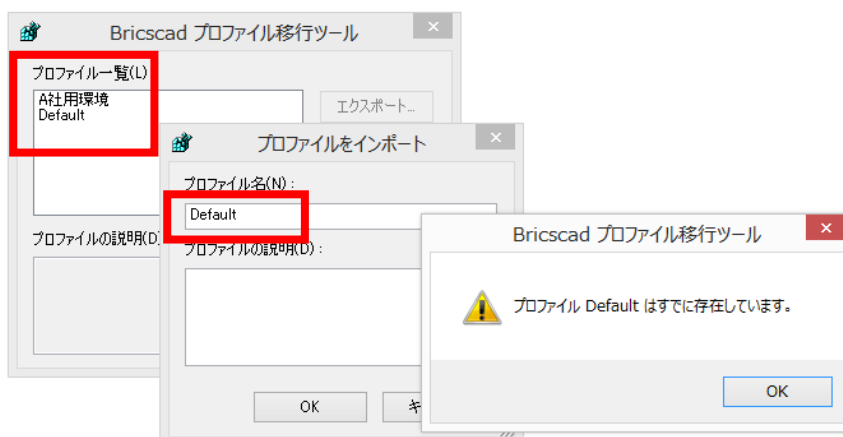 Bricscad プロファイル移行ツール
プロファイル一覧(L)
A社用環境
Default
エクスポート...
プロファイルの説明(D)
プロファイルをインポート
プロファイル名(N) :
Default
プロファイルの説明(D) :
OK
キ
Bricscad プロファイル移行ツール
プロファイル Default はすでに存在しています。
OK